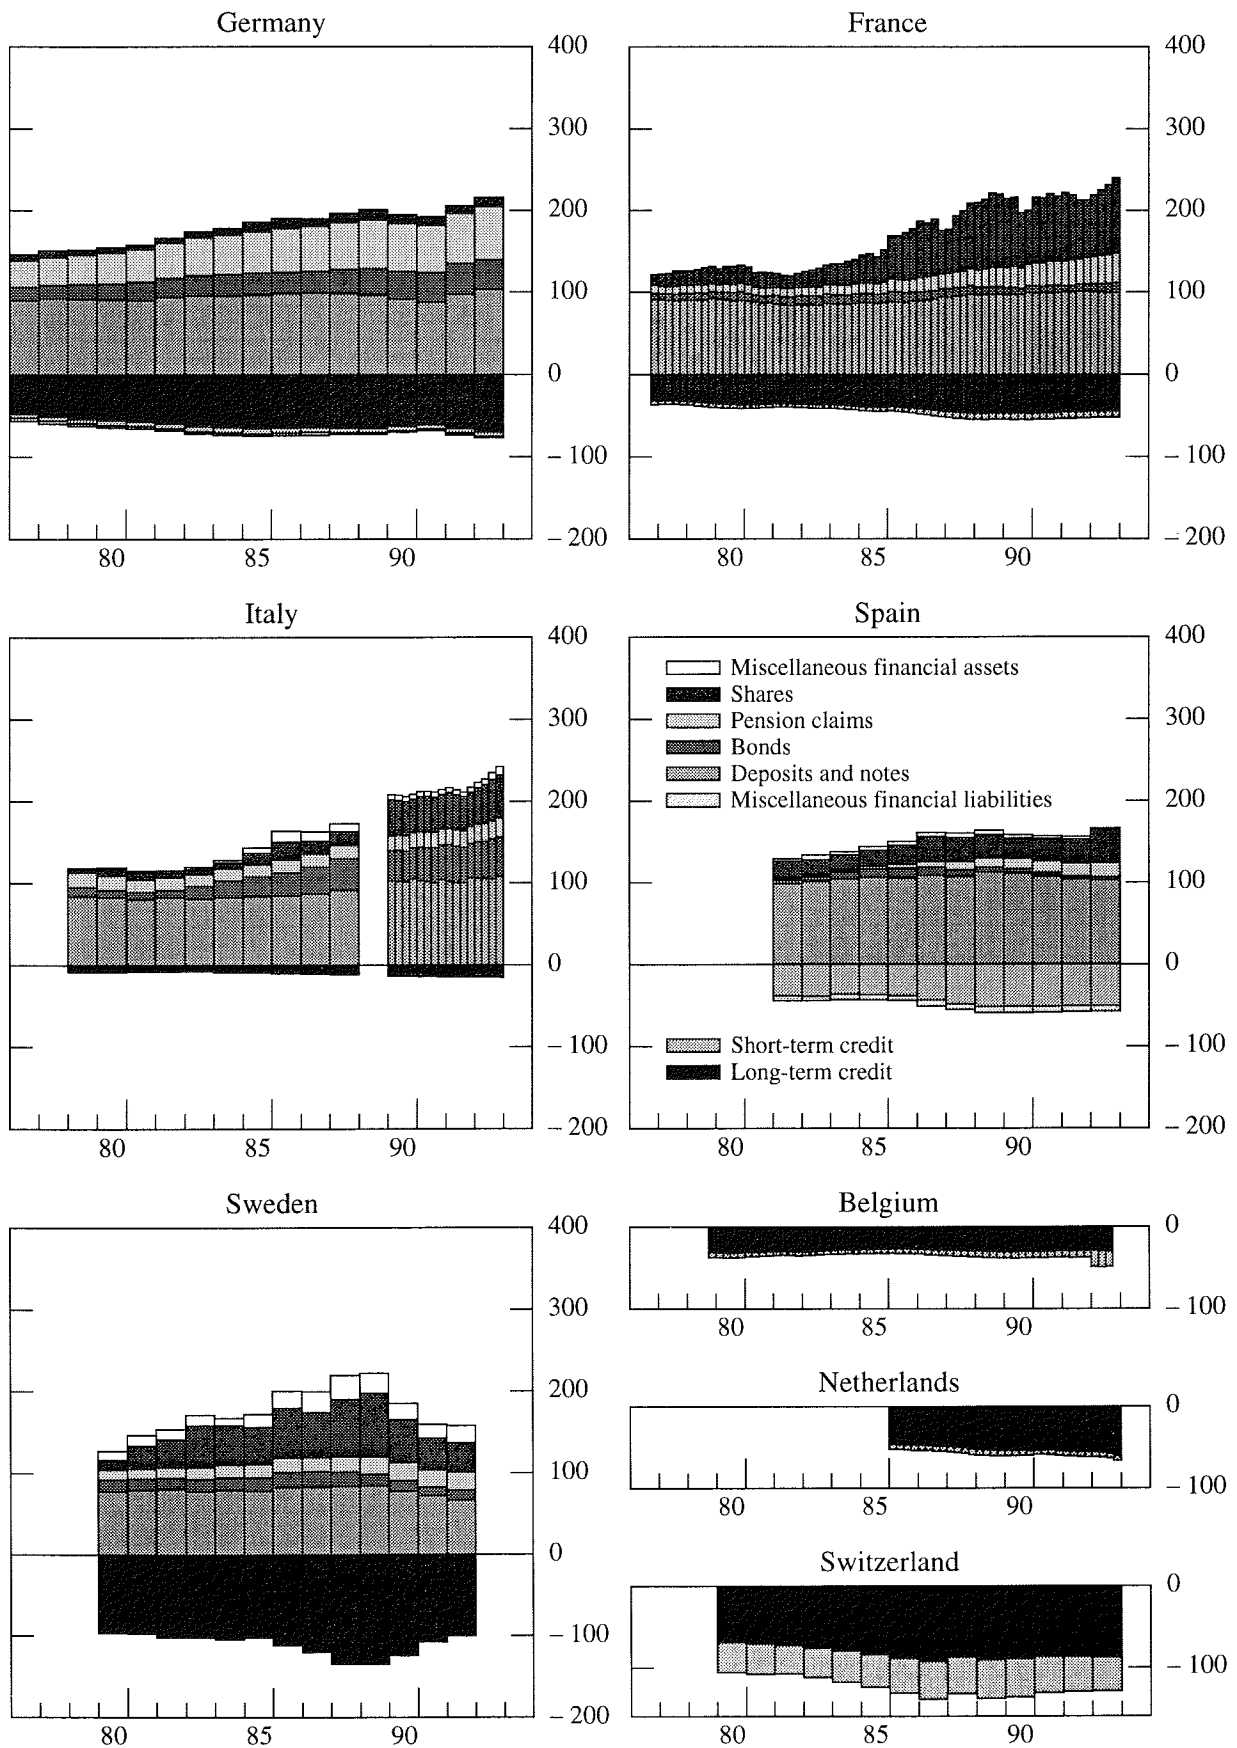 Germany
400
300
200
100
0
– 100
– 200
80 85 90
France
400
300
200
100
0
– 100
– 200
80 85 90
Italy
400
300
200
100
0
– 100
– 200
80 85 90
Spain
400
300
200
100
0
– 100
– 200
Miscellaneous financial assets
Shares
Pension claims
Bonds
Deposits and notes
Miscellaneous financial liabilities
Short-term credit
Long-term credit
80 85 90
Sweden
400
300
200
100
0
– 100
– 200
80 85 90
Belgium
0
– 100
80 90
Netherlands
0
– 100
80 85 90
Switzerland
0
– 100
80 85 90